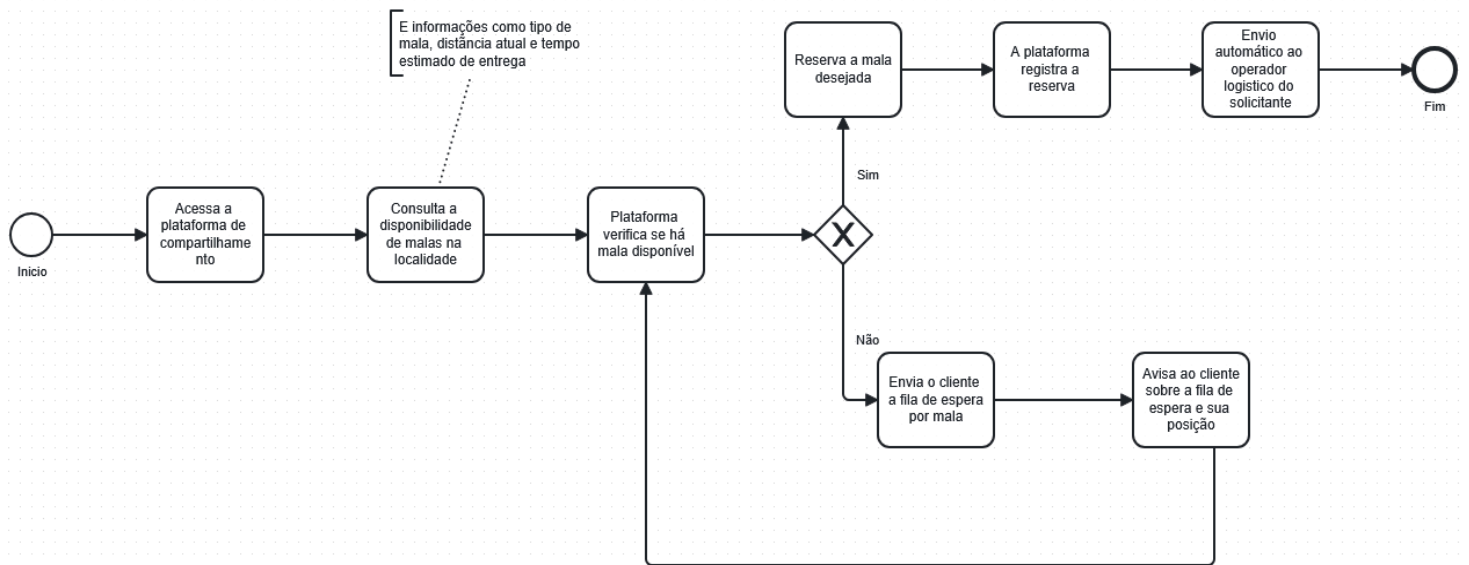 E informações como tipo de
mala, distância atual e tempo
estimado de entrega
Reserva a mala
desejada
A plataforma
registra a
reserva
Envio
automático ao
operador
logistico do
solicitante
Fim
Sim
Inicio
Acessa a
plataforma de
compartilhame
nto
Consulta a
disponibilidade
de malas na
localidade
Plataforma
verifica se há
mala disponível
X
Não
Envia o cliente
a fila de espera
por mala
Avisa ao cliente
sobre a fila de
espera e sua
posição